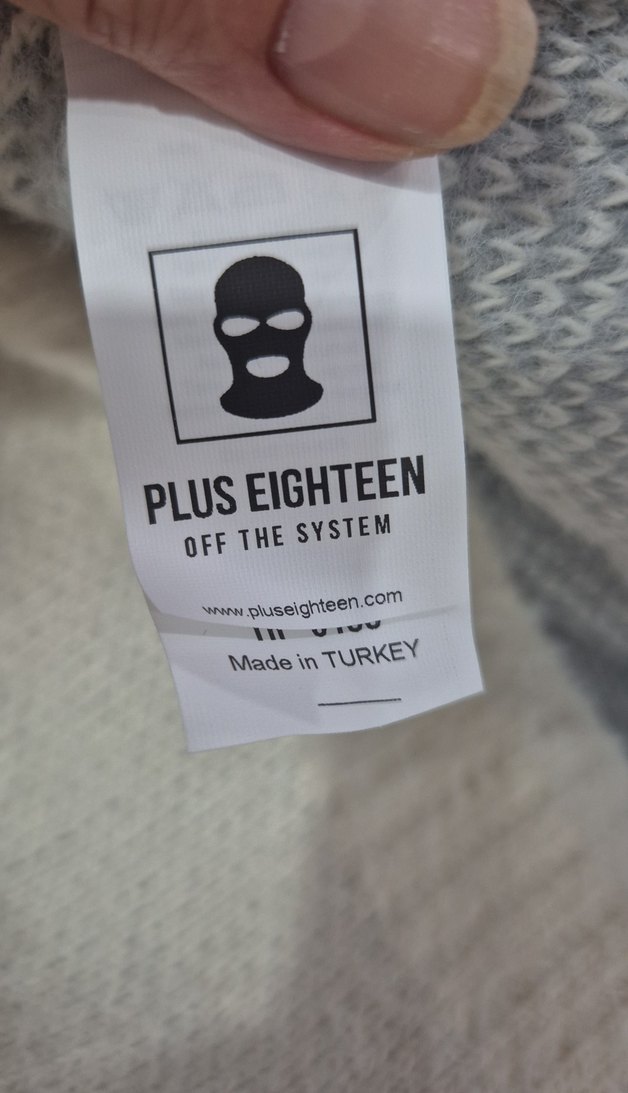 PLUS EIGHTEEN
OFF THE SYSTEM
www.pluseighteen.com
Made in TURKEY